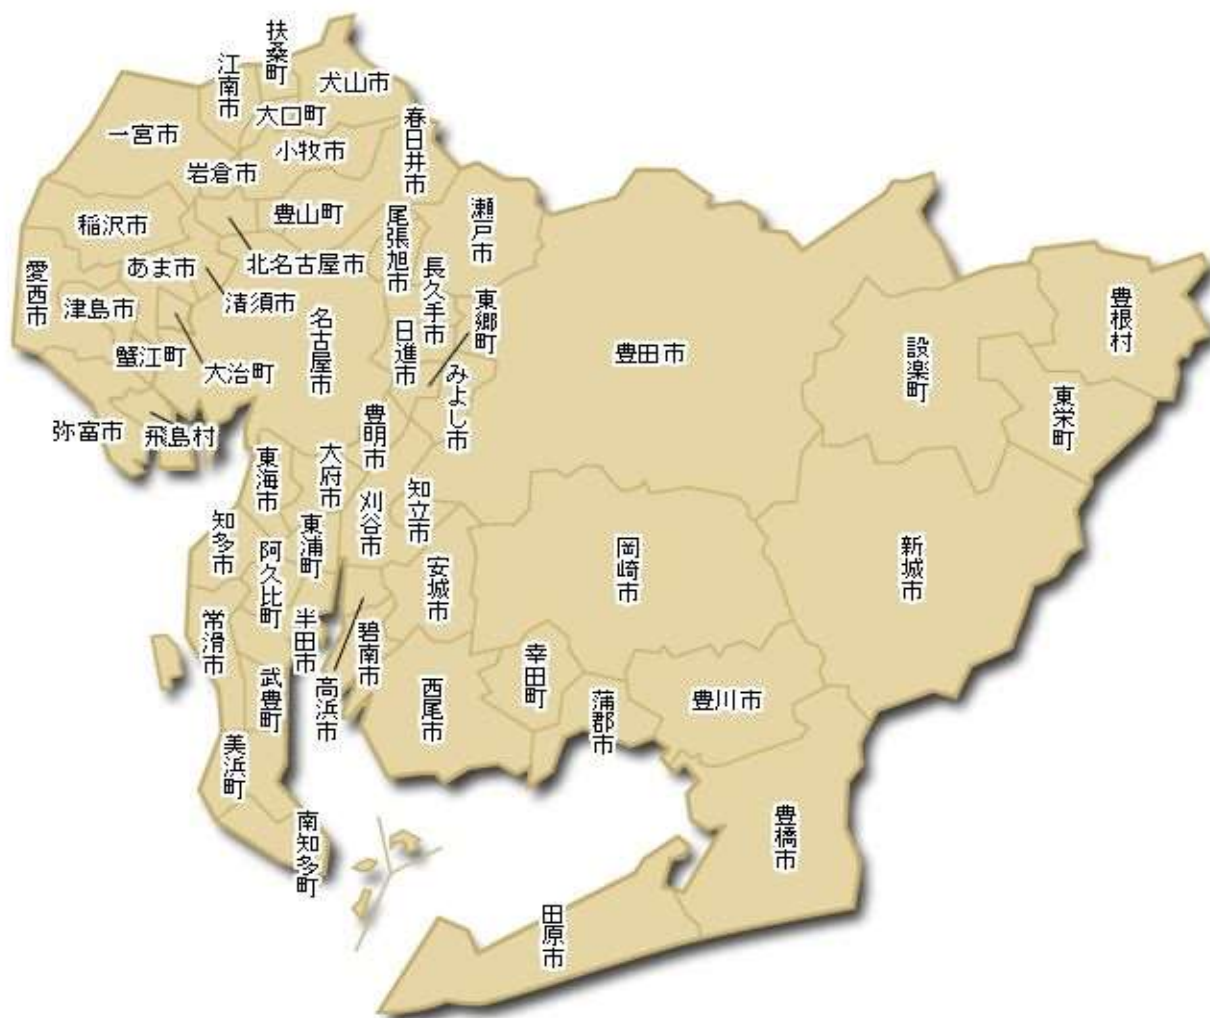 扶桑町
江南市
犬山市
大口町
春日井市
一宮市
小牧市
岩倉市
稲沢市
豊山町
尾張旭市
瀬戸市
北名古屋市
あま市
長久手市
愛西市
津島市
清須市
東郷町
豊根村
名古屋市
日進市
豊田市
設楽町
蟹江町
大治町
みよし市
東栄町
弥富市
飛島村
豊明市
東海市
大府市
知立市
刈谷市
知多市
東浦町
阿久比町
岡崎市
新城市
安城市
常滑市
半田市
碧南市
高浜市
武豊町
幸田町
西尾市
蒲郡市
豊川市
美浜町
南知多町
豊橋市
田原市